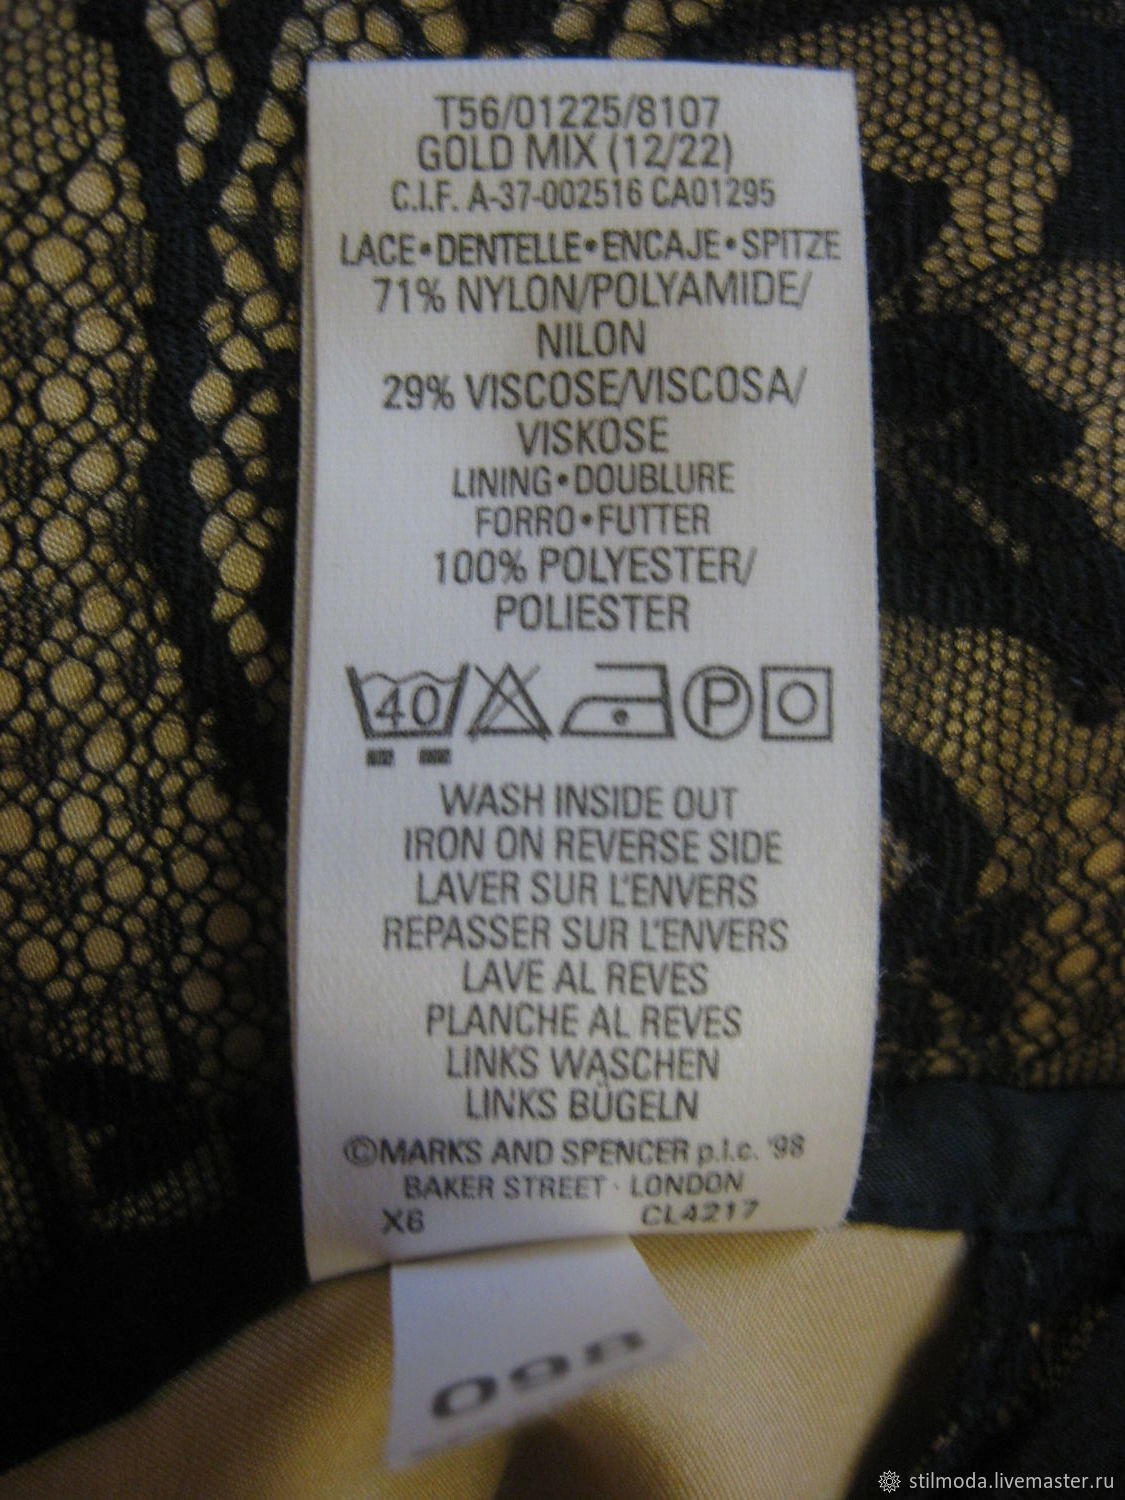 T56/01225/8107
GOLD MIX (12/22)
C.I.F. A-37-002516 CA01295
LACE•DENTELLE•ENCAJE•SPITZE
71% NYLON/POLYAMIDE/
NILON
29% VISCOSE/VISCOSA/
VISKOSE
LINING•DOUBLURE
FORRO•FUTTER
100% POLYESTER/
POLIESTER
40 P
WASH INSIDE OUT
IRON ON REVERSE SIDE
LAVER SUR L'ENVERS
REPASSER SUR L'ENVERS
LAVE AL REVES
PLANCHE AL REVES
LINKS WASCHEN
LINKS BÜGELN
©MARKS AND SPENCER p.l.c. '98
BAKER STREET · LONDON
X6 CL4217
stilmoda.livemaster.ru